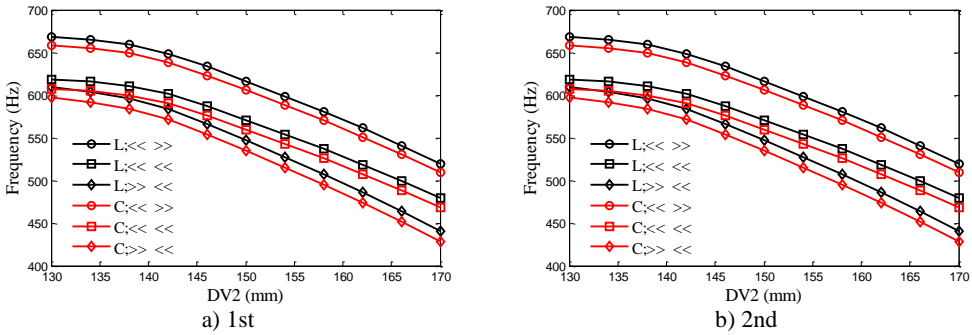 700
650
600
550
500
450
400
Frequency (Hz)
L;<< >>
L;<< <<
L;>> <<
C;<< >>
C;<< <<
C;>> <<
130 135 140 145 150 155 160 165 170
DV2 (mm)
a) 1st
700
650
600
550
500
450
400
Frequency (Hz)
L;<< >>
L;<< <<
L;>> <<
C;<< >>
C;<< <<
C;>> <<
130 135 140 145 150 155 160 165 170
DV2 (mm)
b) 2nd